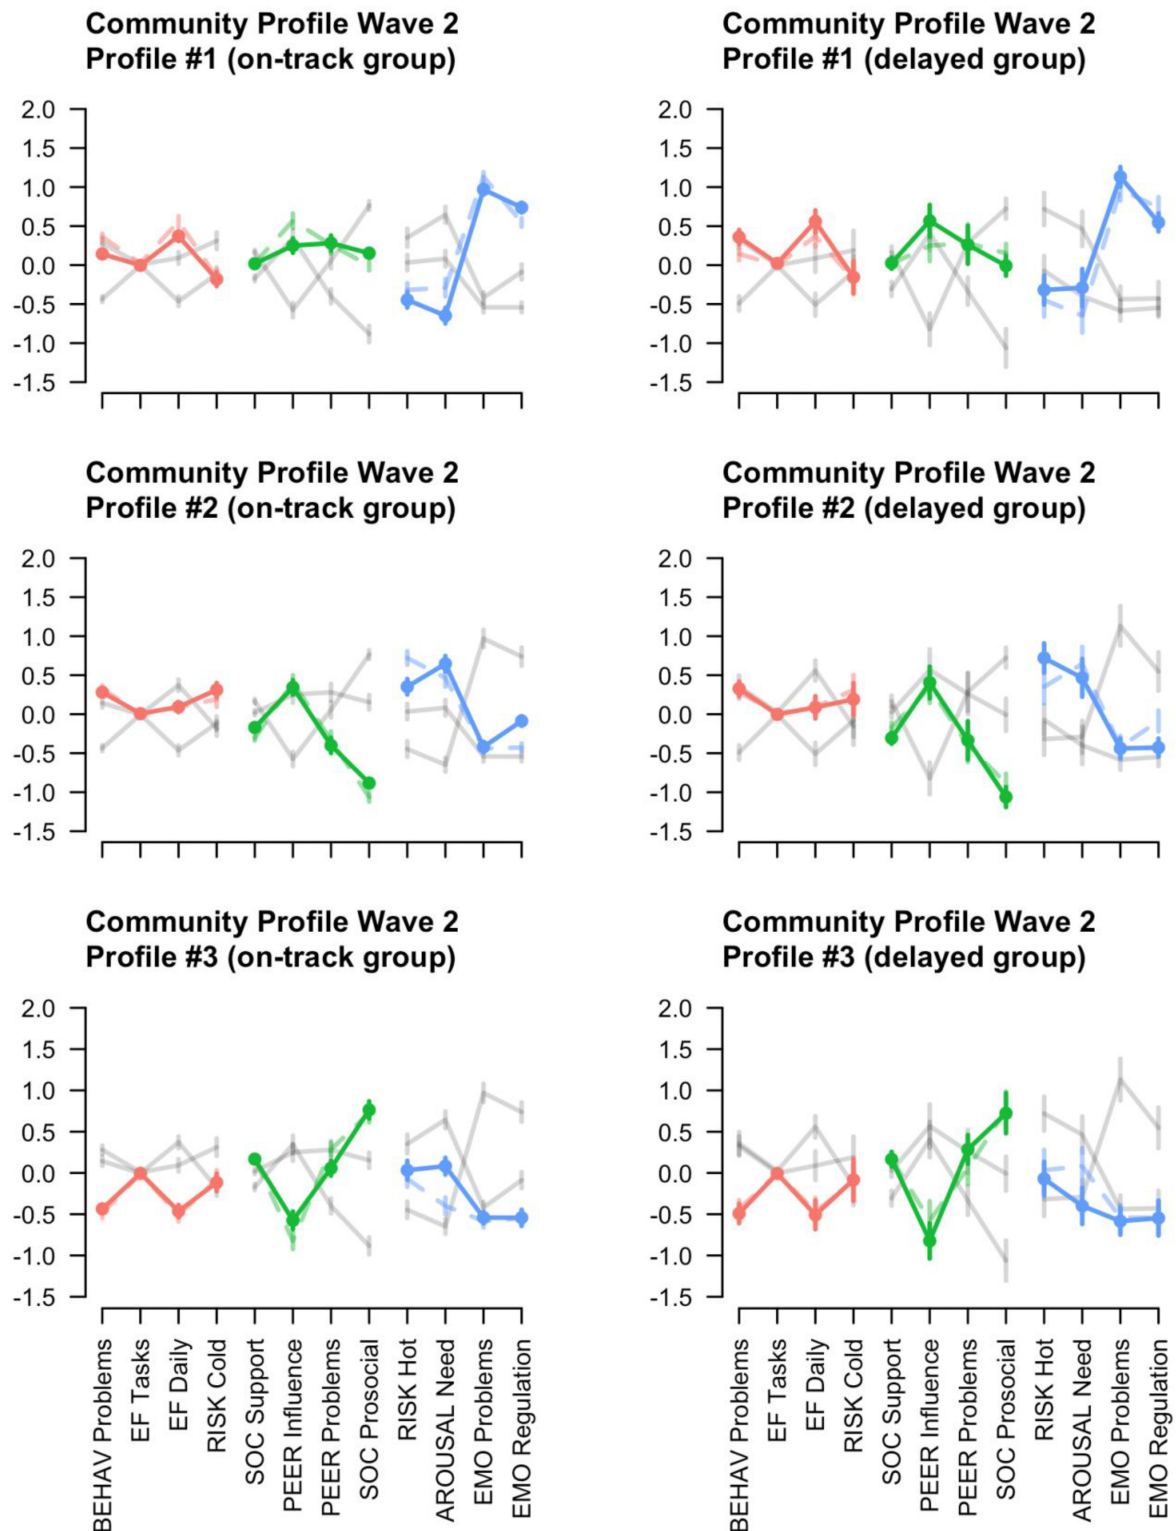 Community Profile Wave 2
Profile #1 (on-track group)
2.0
1.5
1.0
0.5
0.0
-0.5
-1.0
-1.5
Community Profile Wave 2
Profile #1 (delayed group)
2.0
1.5
1.0
0.5
0.0
-0.5
-1.0
-1.5
Community Profile Wave 2
Profile #2 (on-track group)
2.0
1.5
1.0
0.5
0.0
-0.5
-1.0
-1.5
Community Profile Wave 2
Profile #2 (delayed group)
2.0
1.5
1.0
0.5
0.0
-0.5
-1.0
-1.5
Community Profile Wave 2
Profile #3 (on-track group)
2.0
1.5
1.0
0.5
0.0
-0.5
-1.0
-1.5
BEHAV Problems
EF Tasks
EF Daily
RISK Cold
SOC Support
PEER Influence
PEER Problems
SOC Prosocial
RISK Hot
AROUSAL Need
EMO Problems
EMO Regulation
Community Profile Wave 2
Profile #3 (delayed group)
2.0
1.5
1.0
0.5
0.0
-0.5
-1.0
-1.5
BEHAV Problems
EF Tasks
EF Daily
RISK Cold
SOC Support
PEER Influence
PEER Problems
SOC Prosocial
RISK Hot
AROUSAL Need
EMO Problems
EMO Regulation